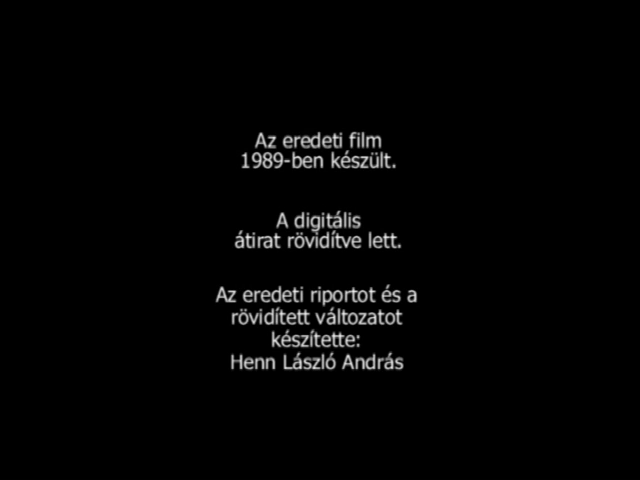 Az eredeti film
1989-ben készült.
A digitális
átirat rövidítve lett.
Az eredeti riportot és a
rövidített változatot
készítette:
Henn László András